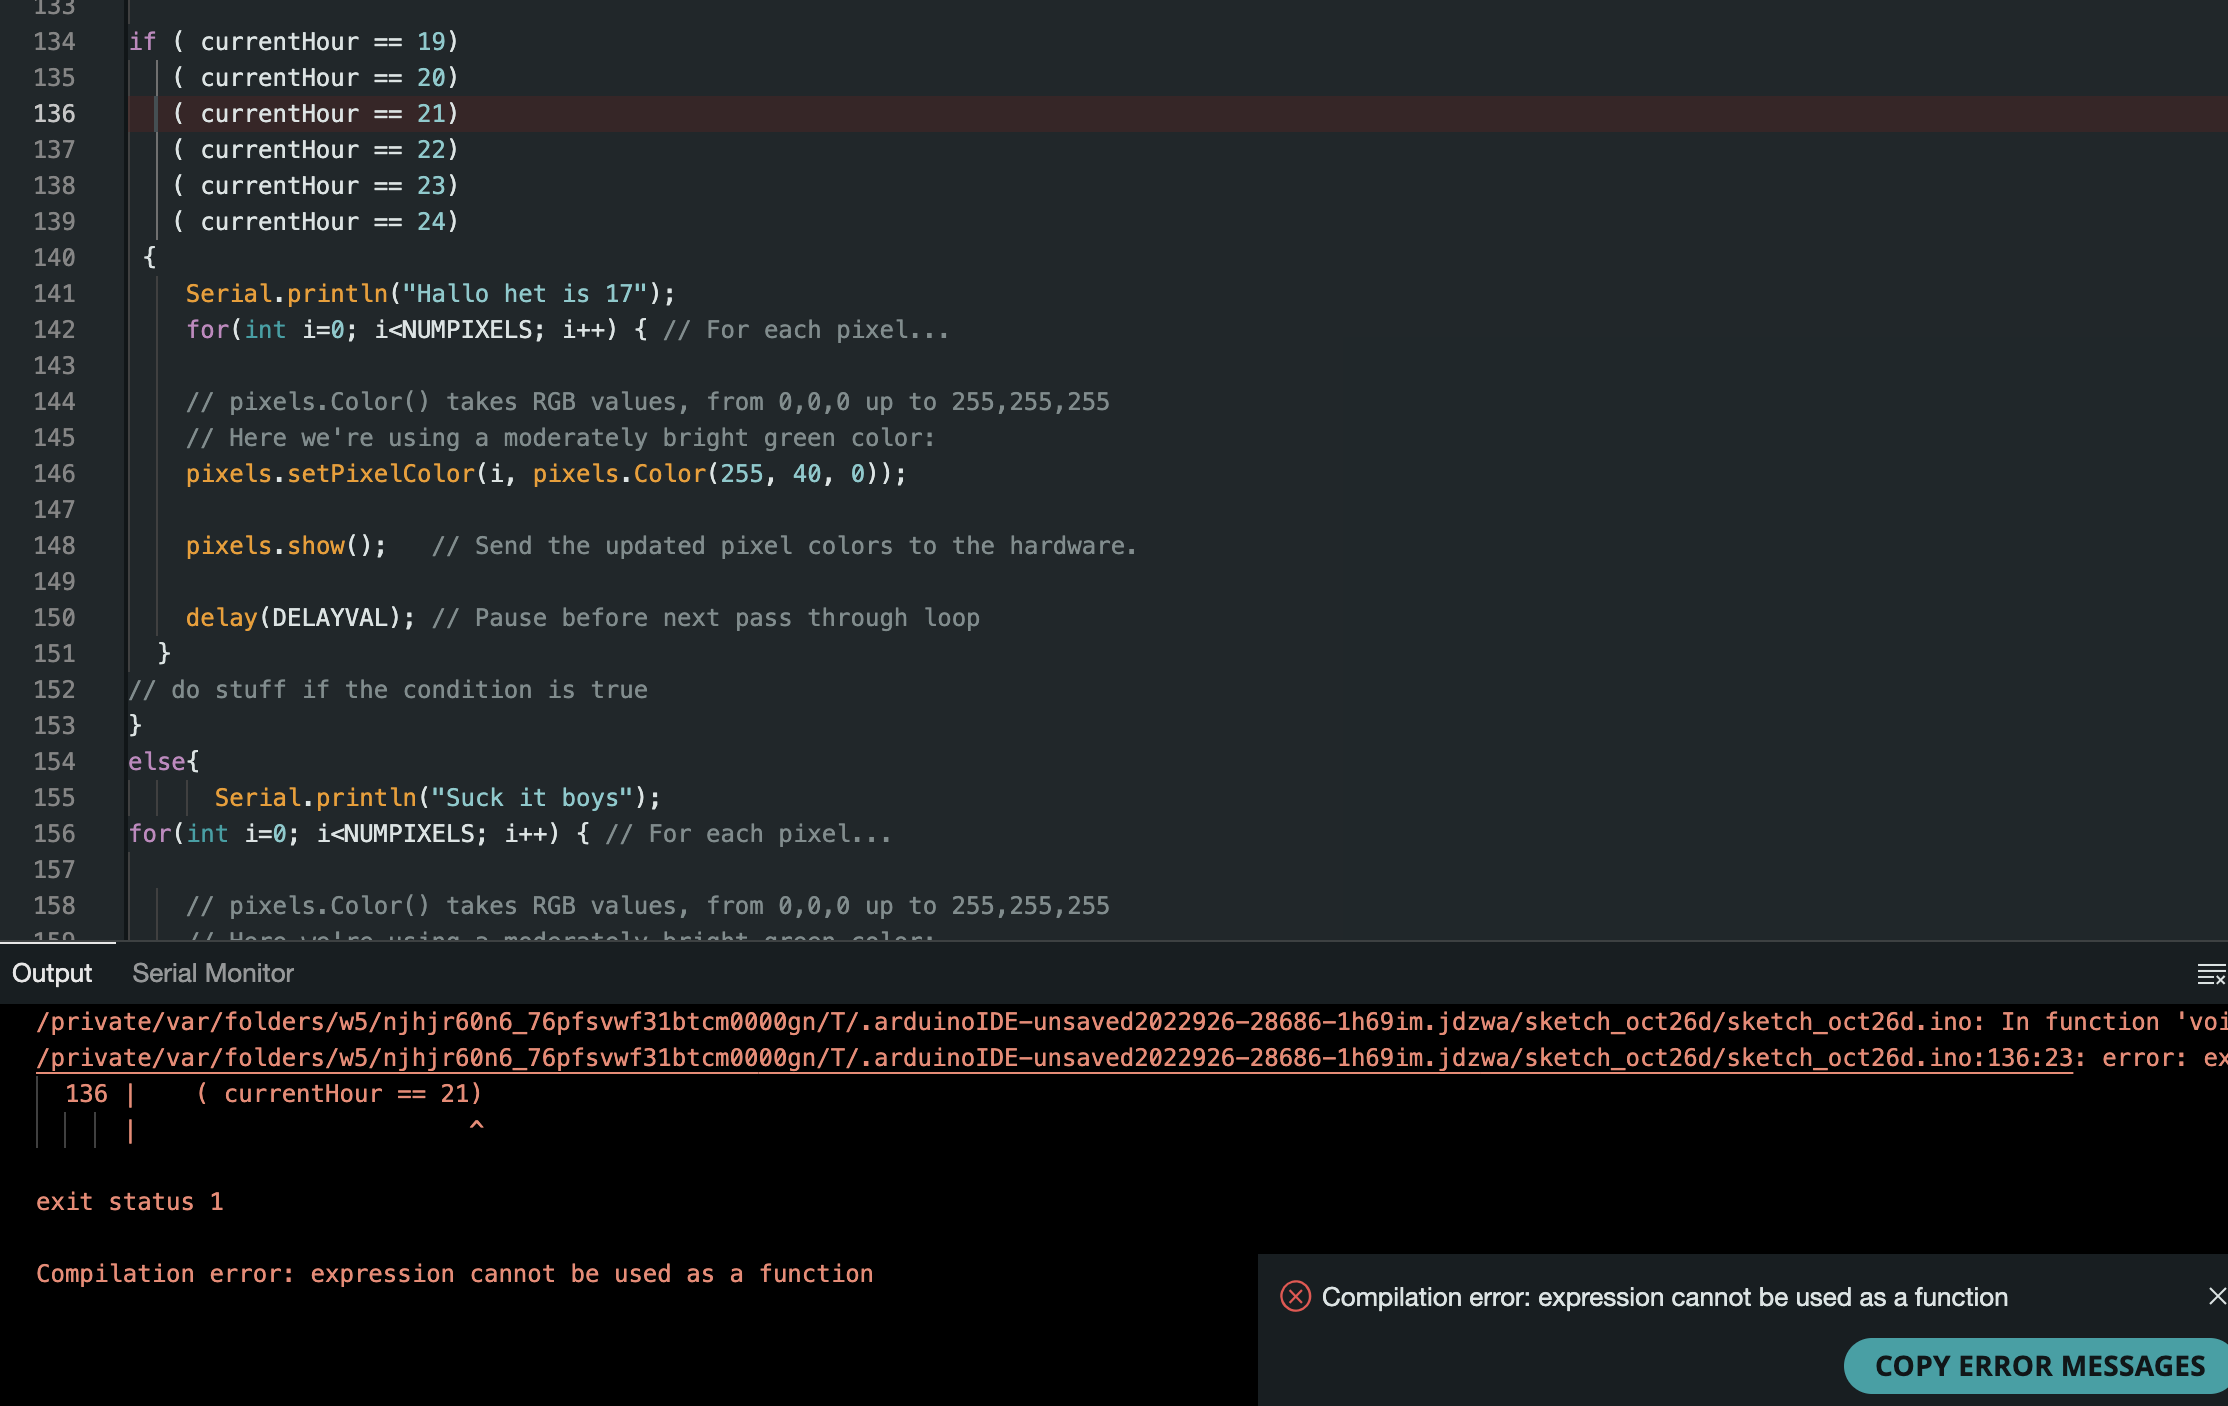 133
134 if ( currentHour == 19)
135 ( currentHour == 20)
136 ( currentHour == 21)
137 ( currentHour == 22)
138 ( currentHour == 23)
139 ( currentHour == 24)
140 {
141 Serial.println("Hallo het is 17");
142 for(int i=0; i<NUMPIXELS; i++) { // For each pixel...
143
144 // pixels.Color() takes RGB values, from 0,0,0 up to 255,255,255
145 // Here we're using a moderately bright green color:
146 pixels.setPixelColor(i, pixels.Color(255, 40, 0));
147
148 pixels.show();   // Send the updated pixel colors to the hardware.
149
150 delay(DELAYVAL); // Pause before next pass through loop
151 }
152 // do stuff if the condition is true
153 }
154 else{
155 Serial.println("Suck it boys");
156 for(int i=0; i<NUMPIXELS; i++) { // For each pixel...
157
158 // pixels.Color() takes RGB values, from 0,0,0 up to 255,255,255
159 // Here we're using a moderately bright green color:
Output Serial Monitor
/private/var/folders/w5/njhjr60n6_76pfsvwf31btcm0000gn/T/.arduinoIDE-unsaved2022926-28686-1h69im.jdzwa/sketch_oct26d/sketch_oct26d.ino: In function 'voi
/private/var/folders/w5/njhjr60n6_76pfsvwf31btcm0000gn/T/.arduinoIDE-unsaved2022926-28686-1h69im.jdzwa/sketch_oct26d/sketch_oct26d.ino:136:23: error: ex
136 | ( currentHour == 21)
| ^
exit status 1
Compilation error: expression cannot be used as a function
Compilation error: expression cannot be used as a function
COPY ERROR MESSAGES